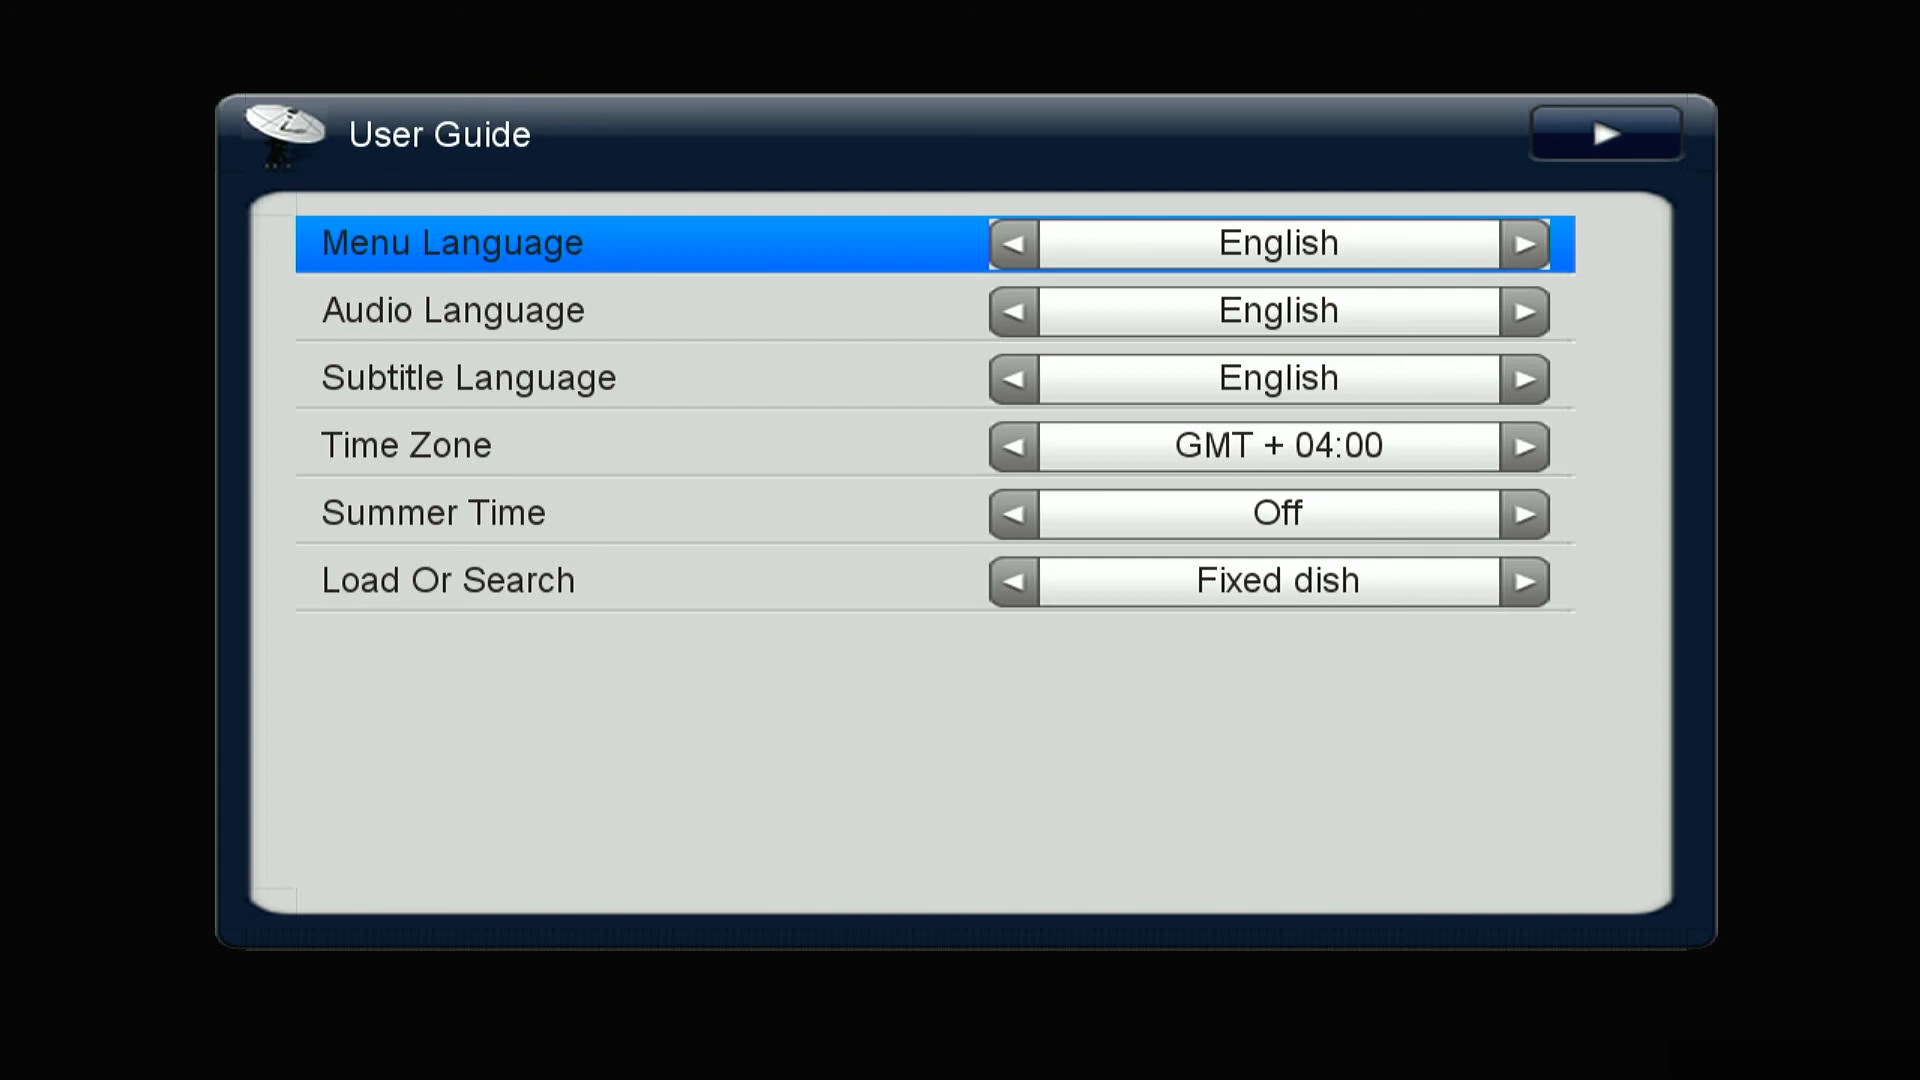 User Guide
Menu Language English
Audio Language English
Subtitle Language English
Time Zone GMT + 04:00
Summer Time Off
Load Or Search Fixed dish